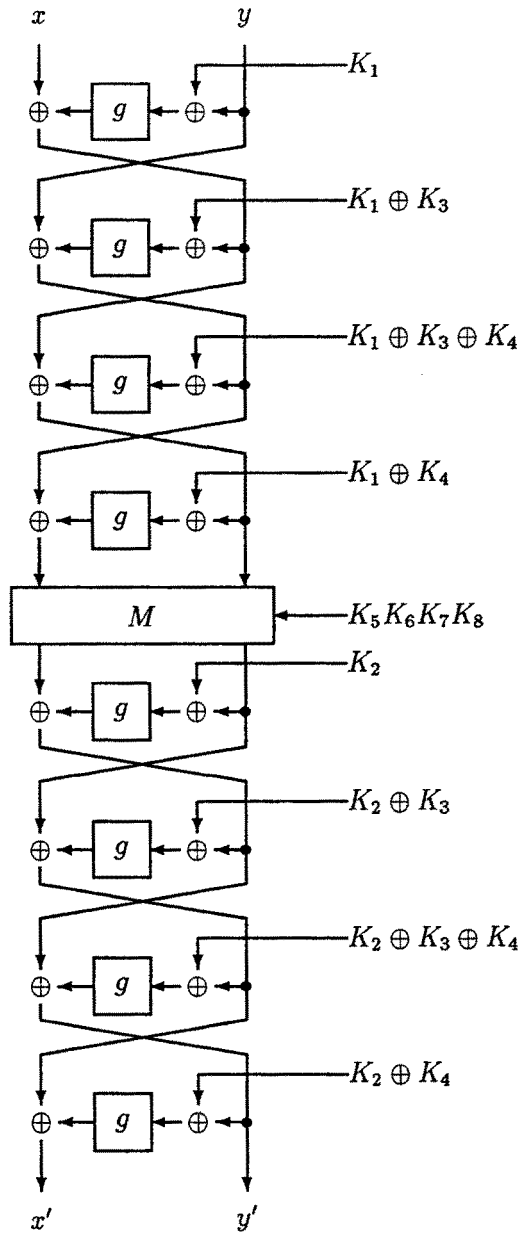 x y
K₁
⊕ g ⊕
K₁ ⊕ K₃
⊕ g ⊕
K₁ ⊕ K₃ ⊕ K₄
⊕ g ⊕
K₁ ⊕ K₄
⊕ g ⊕
M K₅K₆K₇K₈
K₂
⊕ g ⊕
K₂ ⊕ K₃
⊕ g ⊕
K₂ ⊕ K₃ ⊕ K₄
⊕ g ⊕
K₂ ⊕ K₄
⊕ g ⊕
x′ y′